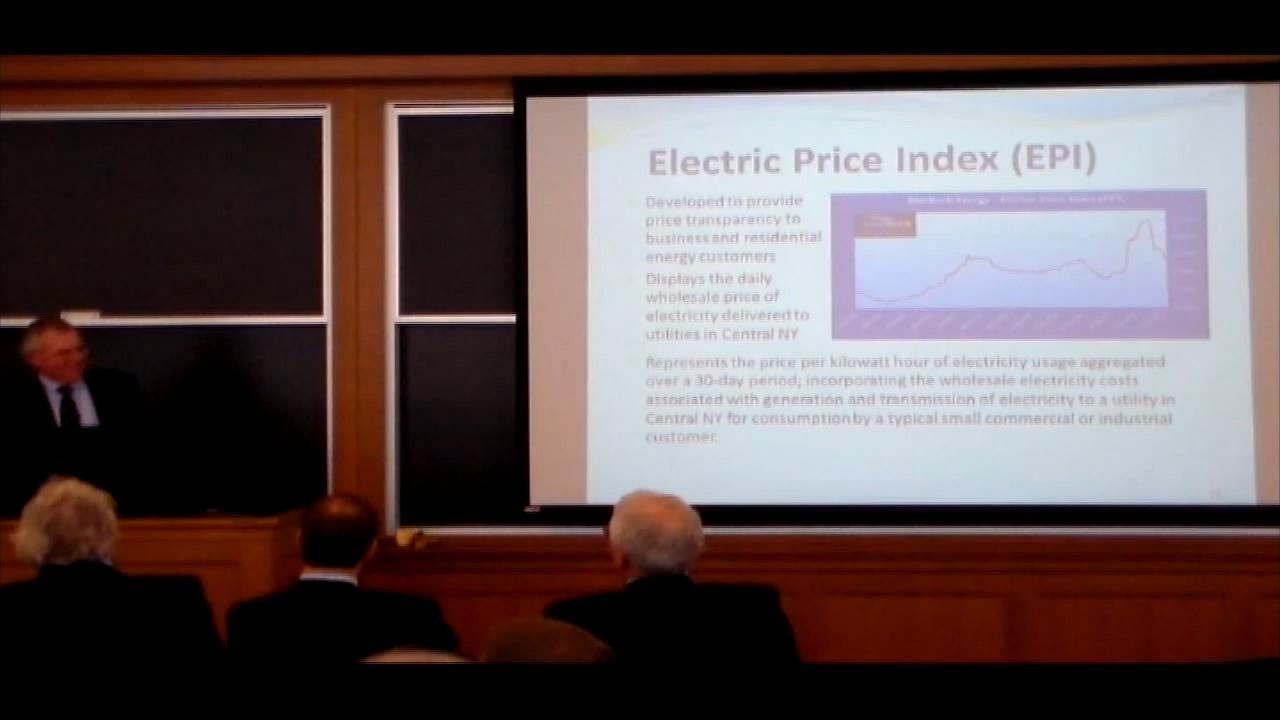 Electric Price Index (EPI)
Developed to provide
price transparency to
business and residential
energy customers
Displays the daily
wholesale price of
electricity delivered to
utilities in Central NY
Represents the price per kilowatt hour of electricity usage aggregated
over a 30-day period; incorporating the wholesale electricity costs
associated with generation and transmission of electricity to a utility in
Central NY for consumption by a typical small commercial or industrial
customer.